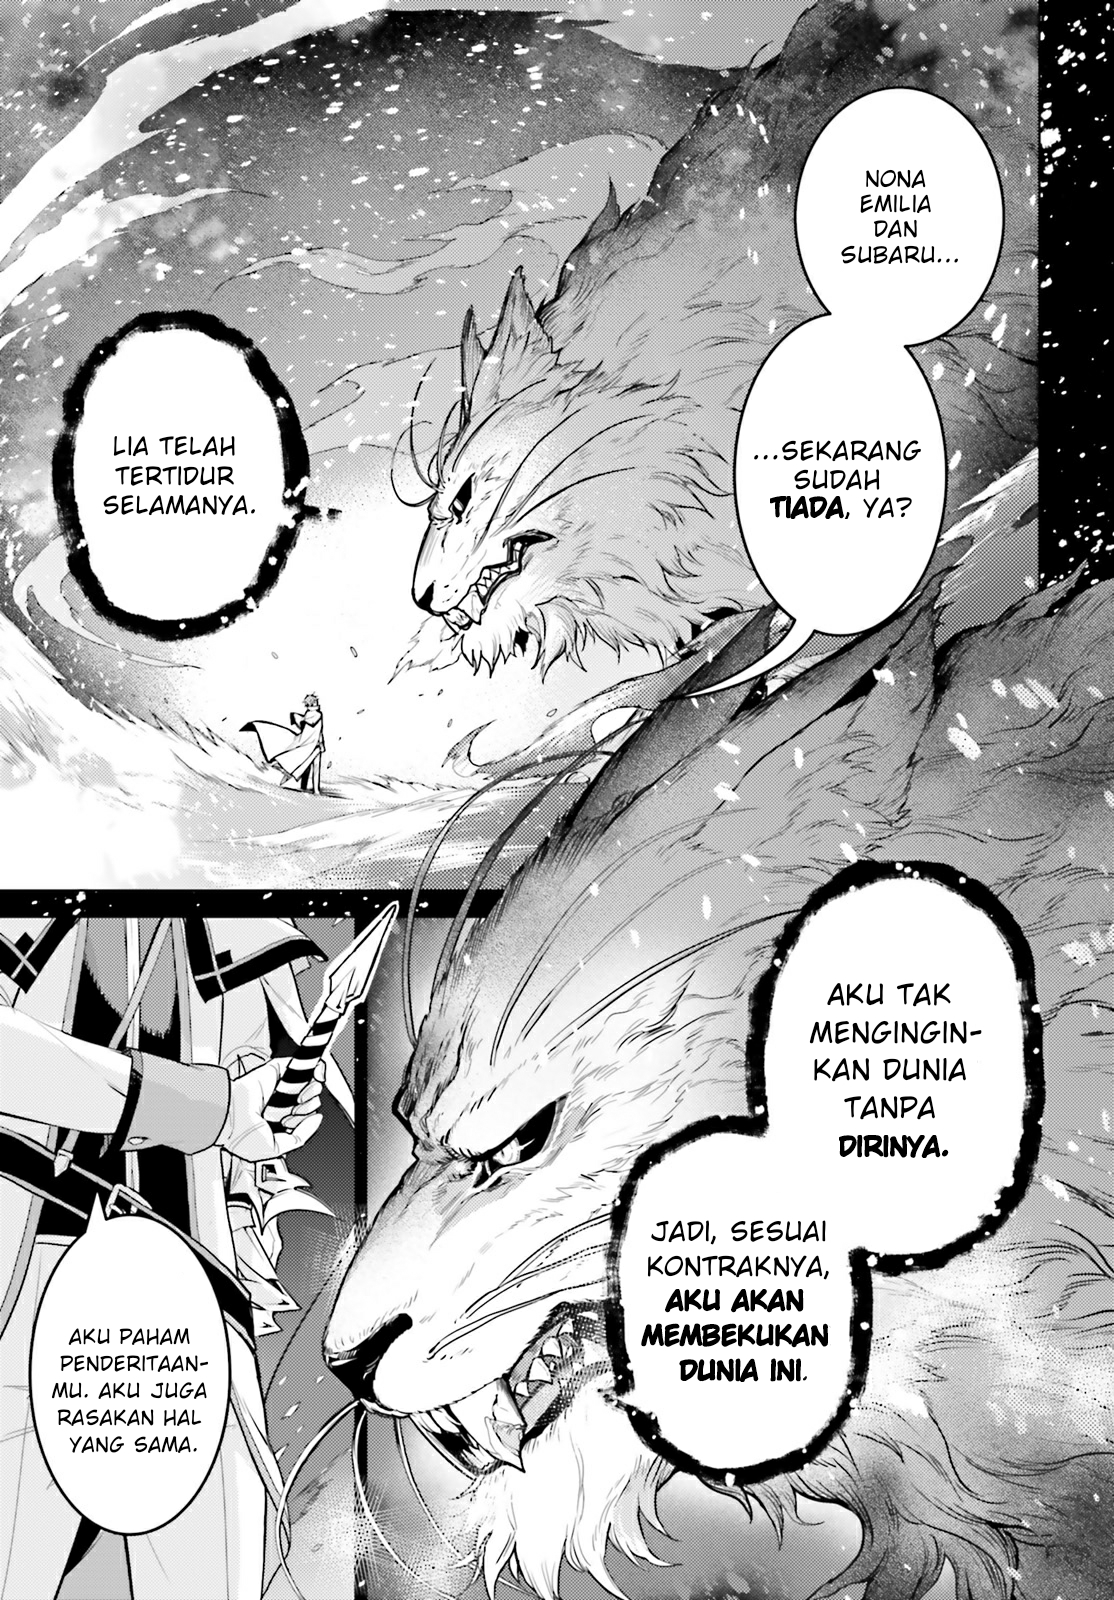 NONA
EMILIA
DAN
SUBARU...
...SEKARANG
SUDAH
TIADA, YA?
LIA TELAH
TERTIDUR
SELAMANYA.
AKU TAK
MENGINGIN-
KAN DUNIA
TANPA
DIRINYA.
JADI, SESUAI
KONTRAKNYA,
AKU AKAN
MEMBEKUKAN
DUNIA INI.
AKU PAHAM
PENDERITAAN-
MU. AKU JUGA
RASAKAN HAL
YANG SAMA.